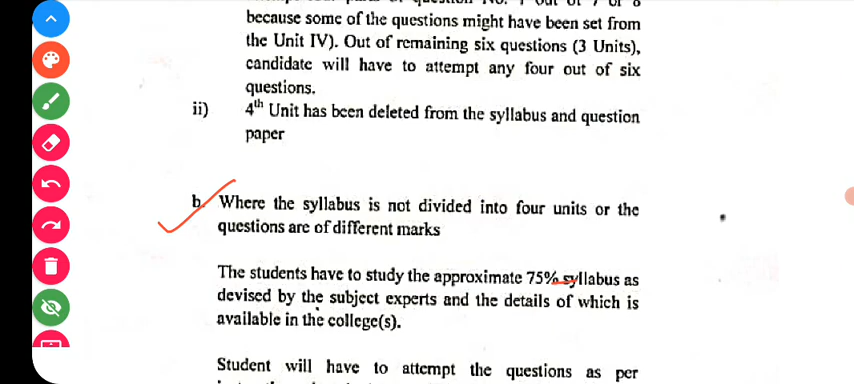 because some of the questions might have been set from
the Unit IV). Out of remaining six questions (3 Units),
candidate will have to attempt any four out of six
questions.
ii) 4th Unit has been deleted from the syllabus and question
paper
b. Where the syllabus is not divided into four units or the
questions are of different marks
The students have to study the approximate 75% syllabus as
devised by the subject experts and the details of which is
available in the college(s).
Student will have to attempt the questions as per